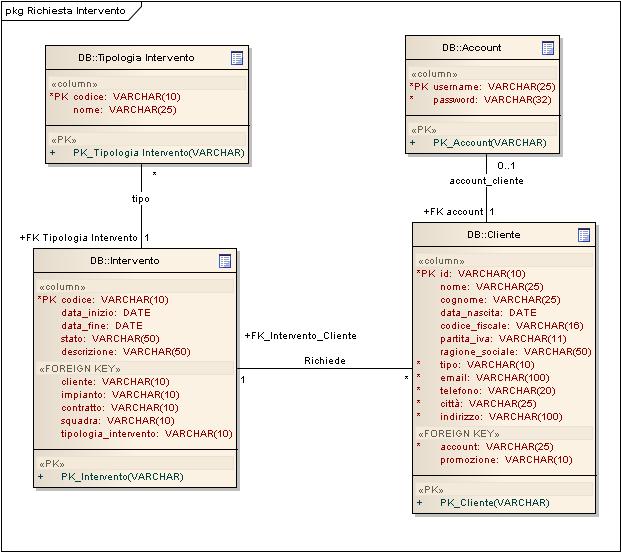 pkg Richiesta Intervento
DB::Tipologia Intervento
«column»
*PK codice: VARCHAR(10)
nome: VARCHAR(25)
«PK»
+ PK_Tipologia Intervento(VARCHAR)
DB::Account
«column»
*PK username: VARCHAR(25)
* password: VARCHAR(32)
«PK»
+ PK_Account(VARCHAR)
*
tipo
+FK Tipologia Intervento 1
0..1
account_cliente
+FK account 1
DB::Intervento
«column»
*PK codice: VARCHAR(10)
data_inizio: DATE
data_fine: DATE
stato: VARCHAR(50)
descrizione: VARCHAR(50)
«FOREIGN KEY»
cliente: VARCHAR(10)
impianto: VARCHAR(10)
contratto: VARCHAR(10)
squadra: VARCHAR(10)
tipologia_intervento: VARCHAR(10)
«PK»
+ PK_Intervento(VARCHAR)
+FK_Intervento_Cliente
Richiede
1 *
DB::Cliente
«column»
*PK id: VARCHAR(10)
nome: VARCHAR(25)
cognome: VARCHAR(25)
data_nascita: DATE
codice_fiscale: VARCHAR(16)
partita_iva: VARCHAR(11)
ragione_sociale: VARCHAR(50)
* tipo: VARCHAR(10)
* email: VARCHAR(100)
* telefono: VARCHAR(20)
* città: VARCHAR(25)
* indirizzo: VARCHAR(100)
«FOREIGN KEY»
* account: VARCHAR(25)
promozione: VARCHAR(10)
«PK»
+ PK_Cliente(VARCHAR)